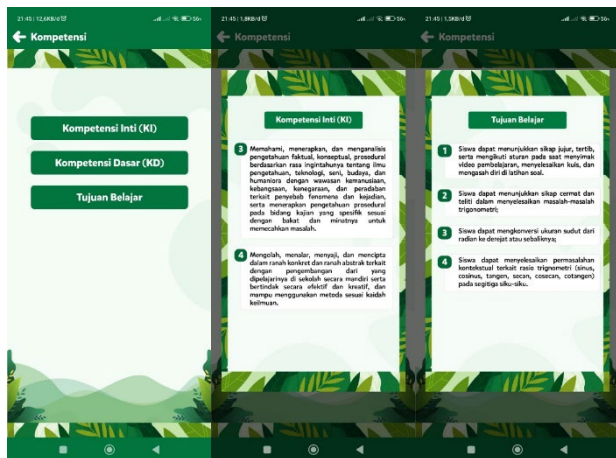 21:45 | 12,6KB/d
56
Kompetensi
Kompetensi Inti (KI)
Kompetensi Dasar (KD)
Tujuan Belajar
21:45 | 1,8KB/d
56
Kompetensi
Kompetensi Inti (KI)
3 Memahami, menerapkan, dan menganalisis
pengetahuan faktual, konseptual, prosedural
berdasarkan rasa ingintahunya tentang ilmu
pengetahuan, teknologi, seni, budaya, dan
humaniora dengan wawasan kemanusiaan,
kebangsaan, kenegaraan, dan peradaban
terkait penyebab fenomena dan kejadian,
serta menerapkan pengetahuan prosedural
pada bidang kajian yang spesifik sesuai
dengan bakat dan minatnya untuk
memecahkan masalah.
4 Mengolah, menalar, menyaji, dan mencipta
dalam ranah konkret dan ranah abstrak terkait
dengan pengembangan dari yang
dipelajarinya di sekolah secara mandiri serta
bertindak secara efektif dan kreatif, dan
mampu menggunakan metoda sesuai kaidah
keilmuan.
21:45 | 1,5KB/d
56
Kompetensi
Tujuan Belajar
1 Siswa dapat menunjukkan sikap jujur, tertib,
serta mengikuti aturan pada saat menyimak
video pembelajaran, menyelesaikan kuis, dan
mengasah diri di latihan soal.
2 Siswa dapat menunjukkan sikap cermat dan
teliti dalam menyelesaikan masalah-masalah
trigonometri;
3 Siswa dapat mengkonversi ukuran sudut dari
radian ke derejat atau sebaliknya;
4 Siswa dapat menyelesaikan permasalahan
kontekstual terkait rasio trignometri (sinus,
cosinus, tangen, secan, cosecan, cotangen)
pada segitiga siku-siku.